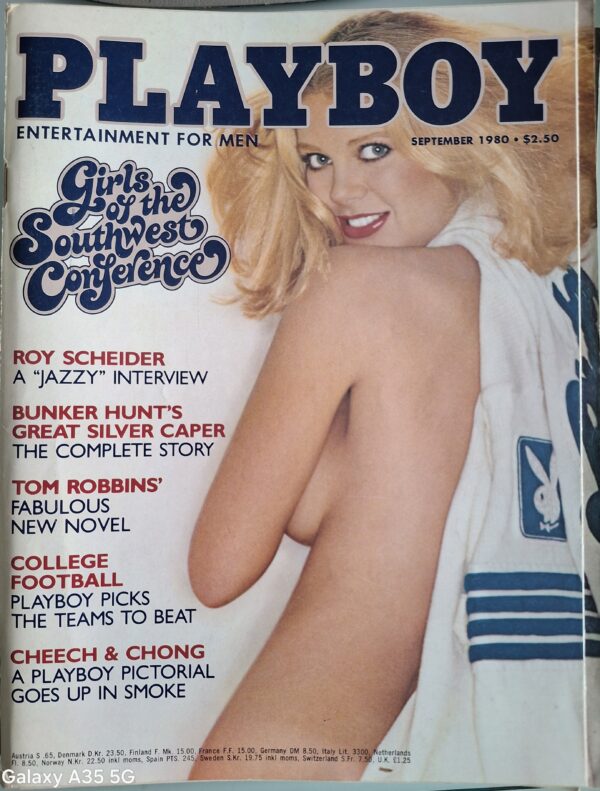 PLAYBOY
ENTERTAINMENT FOR MEN
SEPTEMBER 1980 • $2.50
Girls
of the
Southwest
Conference
ROY SCHEIDER
A "JAZZY" INTERVIEW
BUNKER HUNT'S
GREAT SILVER CAPER
THE COMPLETE STORY
TOM ROBBINS'
FABULOUS
NEW NOVEL
COLLEGE
FOOTBALL
PLAYBOY PICKS
THE TEAMS TO BEAT
CHEECH & CHONG
A PLAYBOY PICTORIAL
GOES UP IN SMOKE
Austria S .65, Denmark D.Kr. 23.50, Finland F. Mk. 15.00, France F.F. 15.00, Germany DM 8.50, Italy Lit. 3300, Netherlands
Fl. 8.50, Norway N.Kr. 22.50 inkl moms, Spain PTS. 245, Sweden S.Kr. 19.75 inkl moms, Switzerland S.Fr. 7.50, U.K. £1.25
Galaxy A35 5G